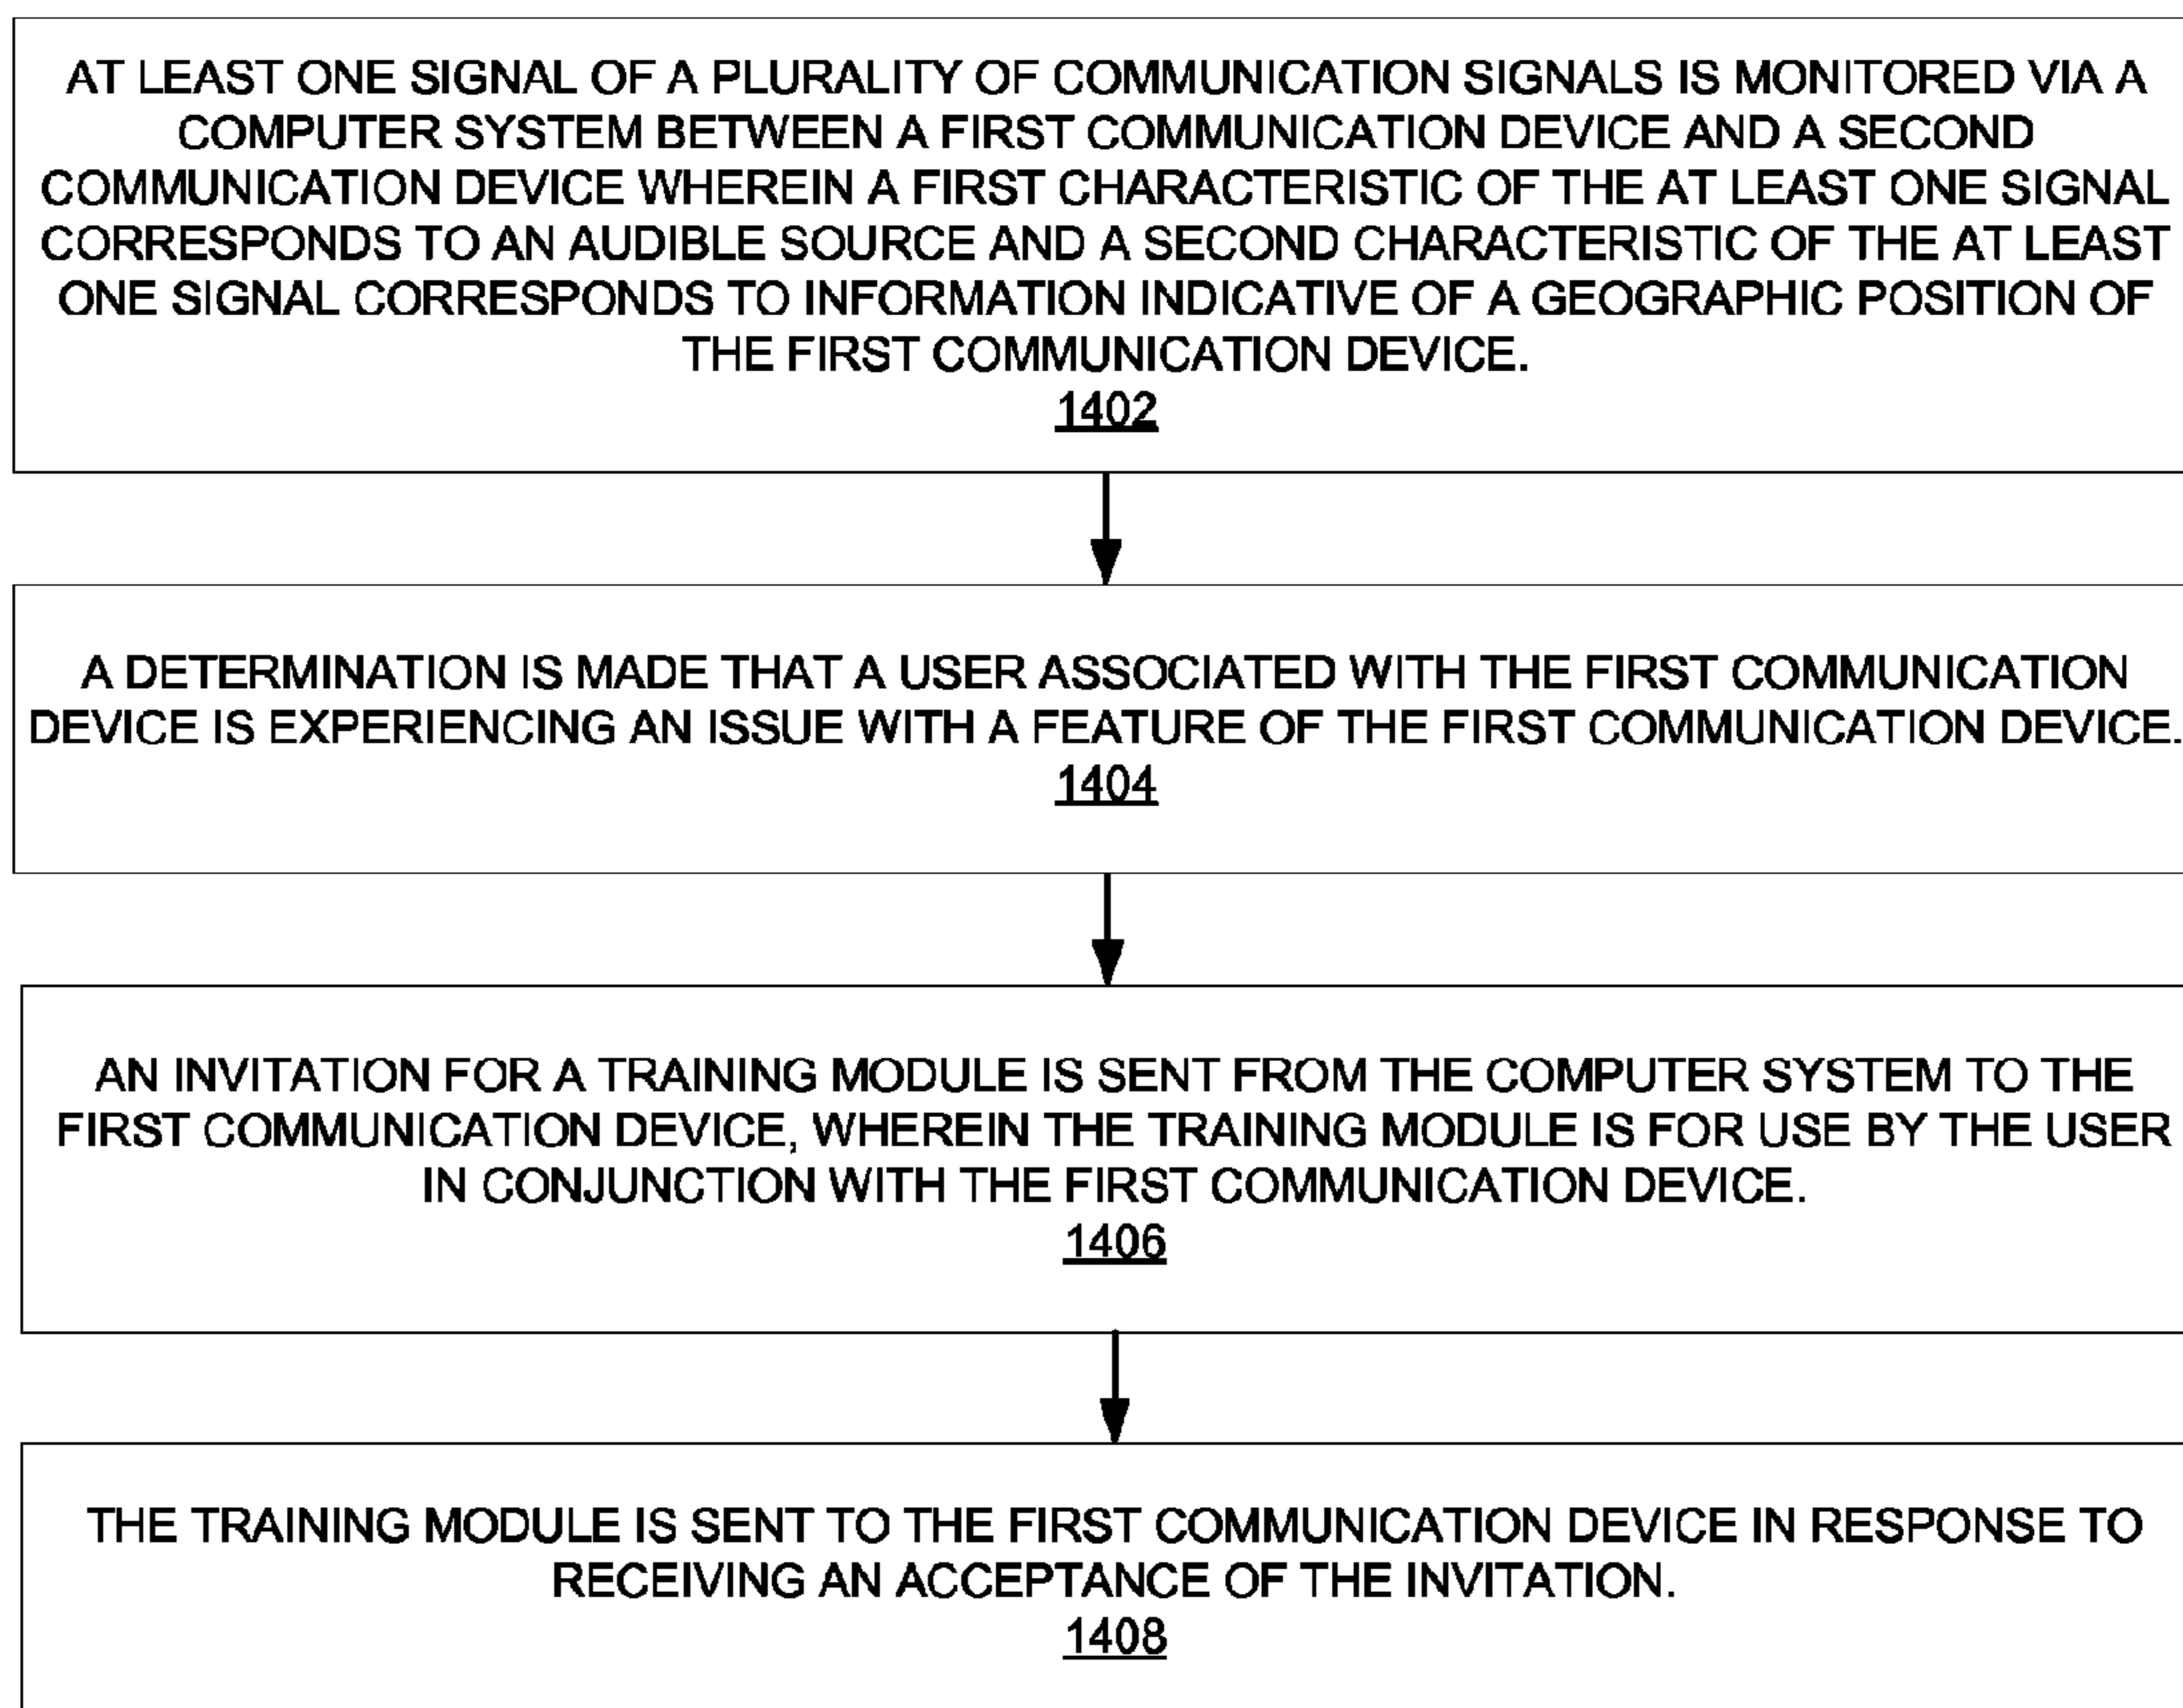 AT LEAST ONE SIGNAL OF A PLURALITY OF COMMUNICATION SIGNALS IS MONITORED VIA A
COMPUTER SYSTEM BETWEEN A FIRST COMMUNICATION DEVICE AND A SECOND
COMMUNICATION DEVICE WHEREIN A FIRST CHARACTERISTIC OF THE AT LEAST ONE SIGNAL
CORRESPONDS TO AN AUDIBLE SOURCE AND A SECOND CHARACTERISTIC OF THE AT LEAST
ONE SIGNAL CORRESPONDS TO INFORMATION INDICATIVE OF A GEOGRAPHIC POSITION OF
THE FIRST COMMUNICATION DEVICE.
1402
A DETERMINATION IS MADE THAT A USER ASSOCIATED WITH THE FIRST COMMUNICATION
DEVICE IS EXPERIENCING AN ISSUE WITH A FEATURE OF THE FIRST COMMUNICATION DEVICE.
1404
AN INVITATION FOR A TRAINING MODULE IS SENT FROM THE COMPUTER SYSTEM TO THE
FIRST COMMUNICATION DEVICE, WHEREIN THE TRAINING MODULE IS FOR USE BY THE USER
IN CONJUNCTION WITH THE FIRST COMMUNICATION DEVICE.
1406
THE TRAINING MODULE IS SENT TO THE FIRST COMMUNICATION DEVICE IN RESPONSE TO
RECEIVING AN ACCEPTANCE OF THE INVITATION.
1408